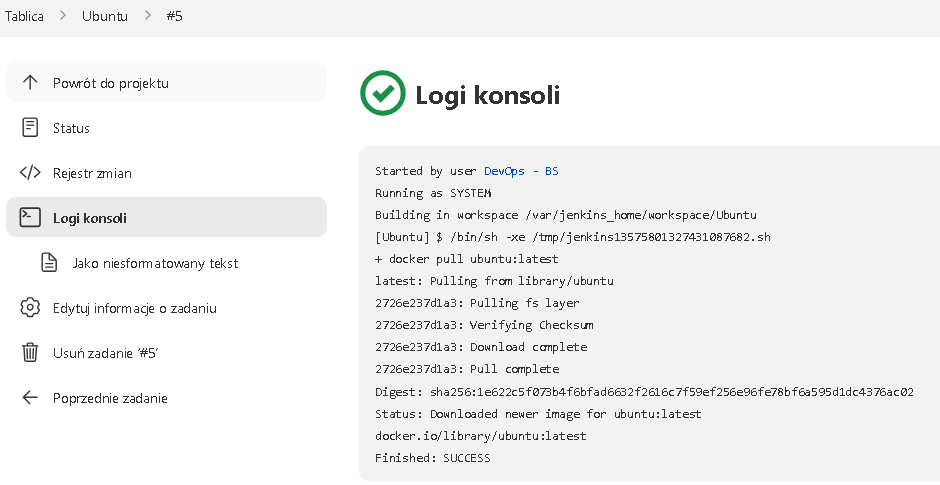 Tablica > Ubuntu > #5
Powrót do projektu
Status
Rejestr zmian
Logi konsoli
Jako niesformatowany tekst
Edytuj informacje o zadaniu
Usuń zadanie ‘#5’
Poprzednie zadanie
Logi konsoli
Started by user DevOps - BS
Running as SYSTEM
Building in workspace /var/jenkins_home/workspace/Ubuntu
[Ubuntu] $ /bin/sh -xe /tmp/jenkins13575801327431087682.sh
+ docker pull ubuntu:latest
latest: Pulling from library/ubuntu
2726e237d1a3: Pulling fs layer
2726e237d1a3: Verifying Checksum
2726e237d1a3: Download complete
2726e237d1a3: Pull complete
Digest: sha256:1e622c5f073b4f6bfad6632f2616c7f59ef256e96fe78bf6a595d1dc4376ac02
Status: Downloaded newer image for ubuntu:latest
docker.io/library/ubuntu:latest
Finished: SUCCESS